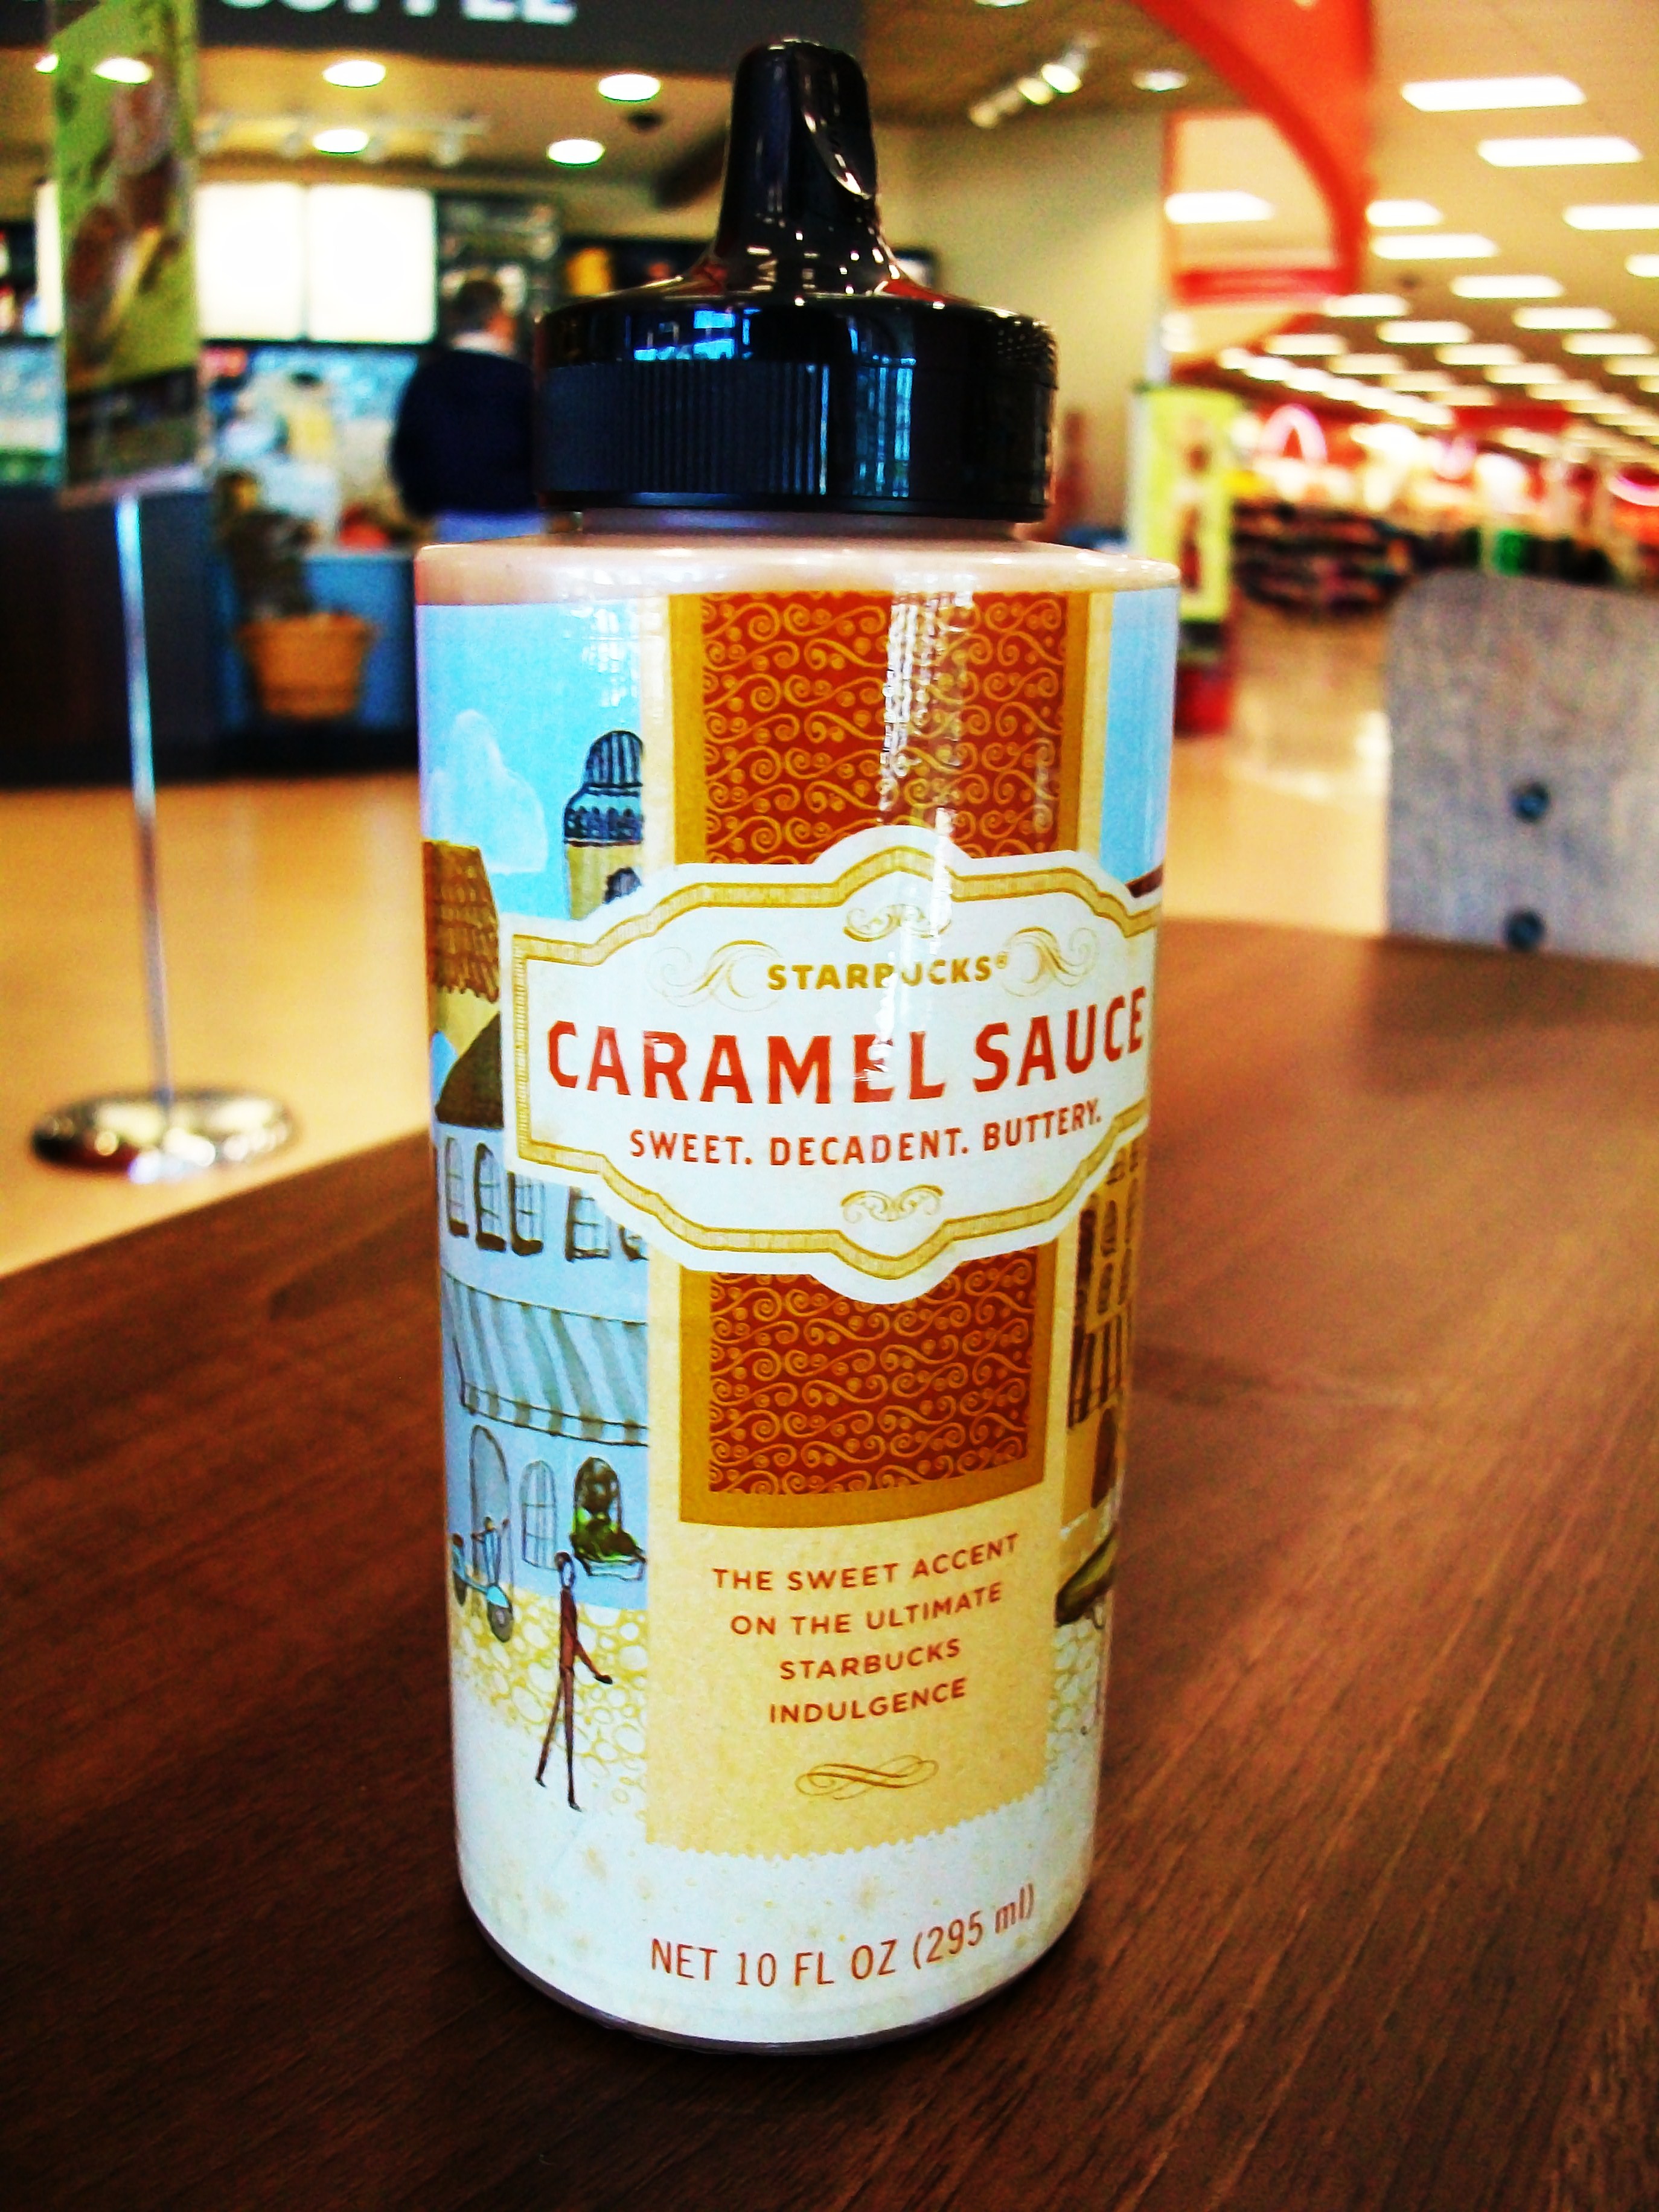 COFFEE
STARBUCKS®
CARAMEL SAUCE
SWEET. DECADENT. BUTTERY.
THE SWEET ACCENT
ON THE ULTIMATE
STARBUCKS
INDULGENCE
NET 10 FL OZ (295 ml)